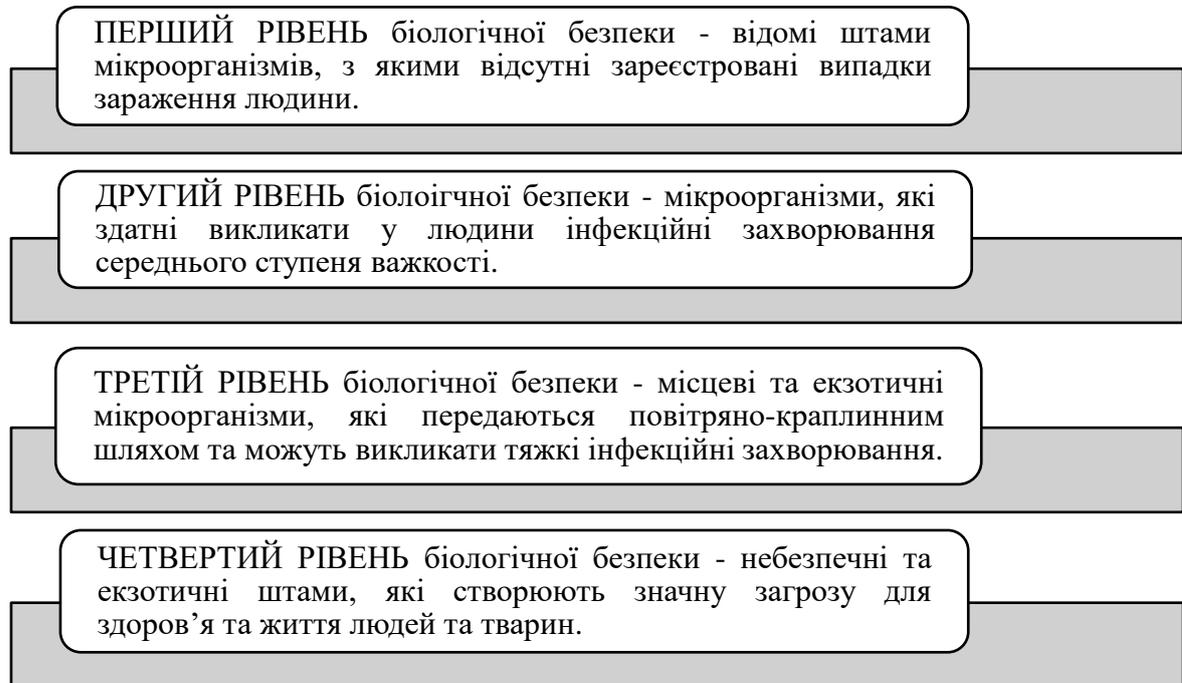 ПЕРШИЙ РІВЕНЬ біологічної безпеки - відомі штами
мікроорганізмів, з якими відсутні зареєстровані випадки
зараження людини.
ДРУГИЙ РІВЕНЬ біолоігчної безпеки - мікроорганізми, які
здатні викликати у людини інфекційні захворювання
середнього ступеня важкості.
ТРЕТІЙ РІВЕНЬ біологічної безпеки - місцеві та екзотичні
мікроорганізми, які передаються повітряно-краплинним
шляхом та можуть викликати тяжкі інфекційні захворювання.
ЧЕТВЕРТИЙ РІВЕНЬ біологічної безпеки - небезпечні та
екзотичні штами, які створюють значну загрозу для
здоров’я та життя людей та тварин.